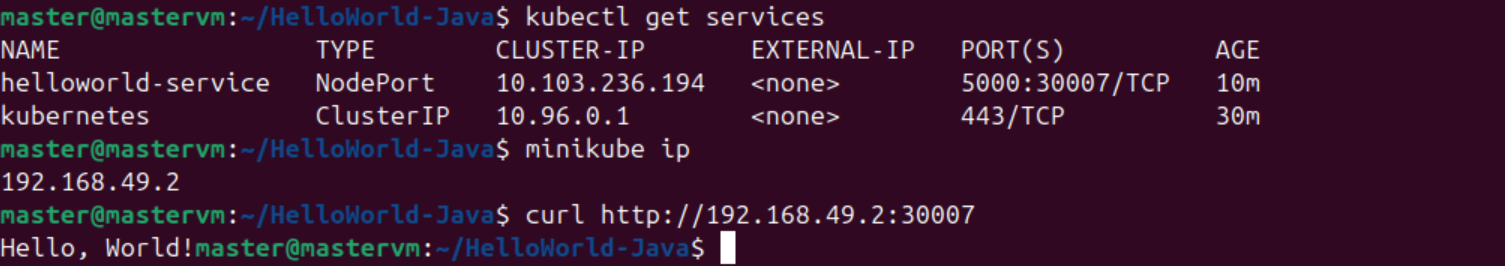 master@mastervm:~/HelloWorld-Java$ kubectl get services
NAME TYPE CLUSTER-IP EXTERNAL-IP PORT(S) AGE
helloworld-service NodePort 10.103.236.194 <none> 5000:30007/TCP 10m
kubernetes ClusterIP 10.96.0.1 <none> 443/TCP 30m
master@mastervm:~/HelloWorld-Java$ minikube ip
192.168.49.2
master@mastervm:~/HelloWorld-Java$ curl http://192.168.49.2:30007
Hello, World!master@mastervm:~/HelloWorld-Java$